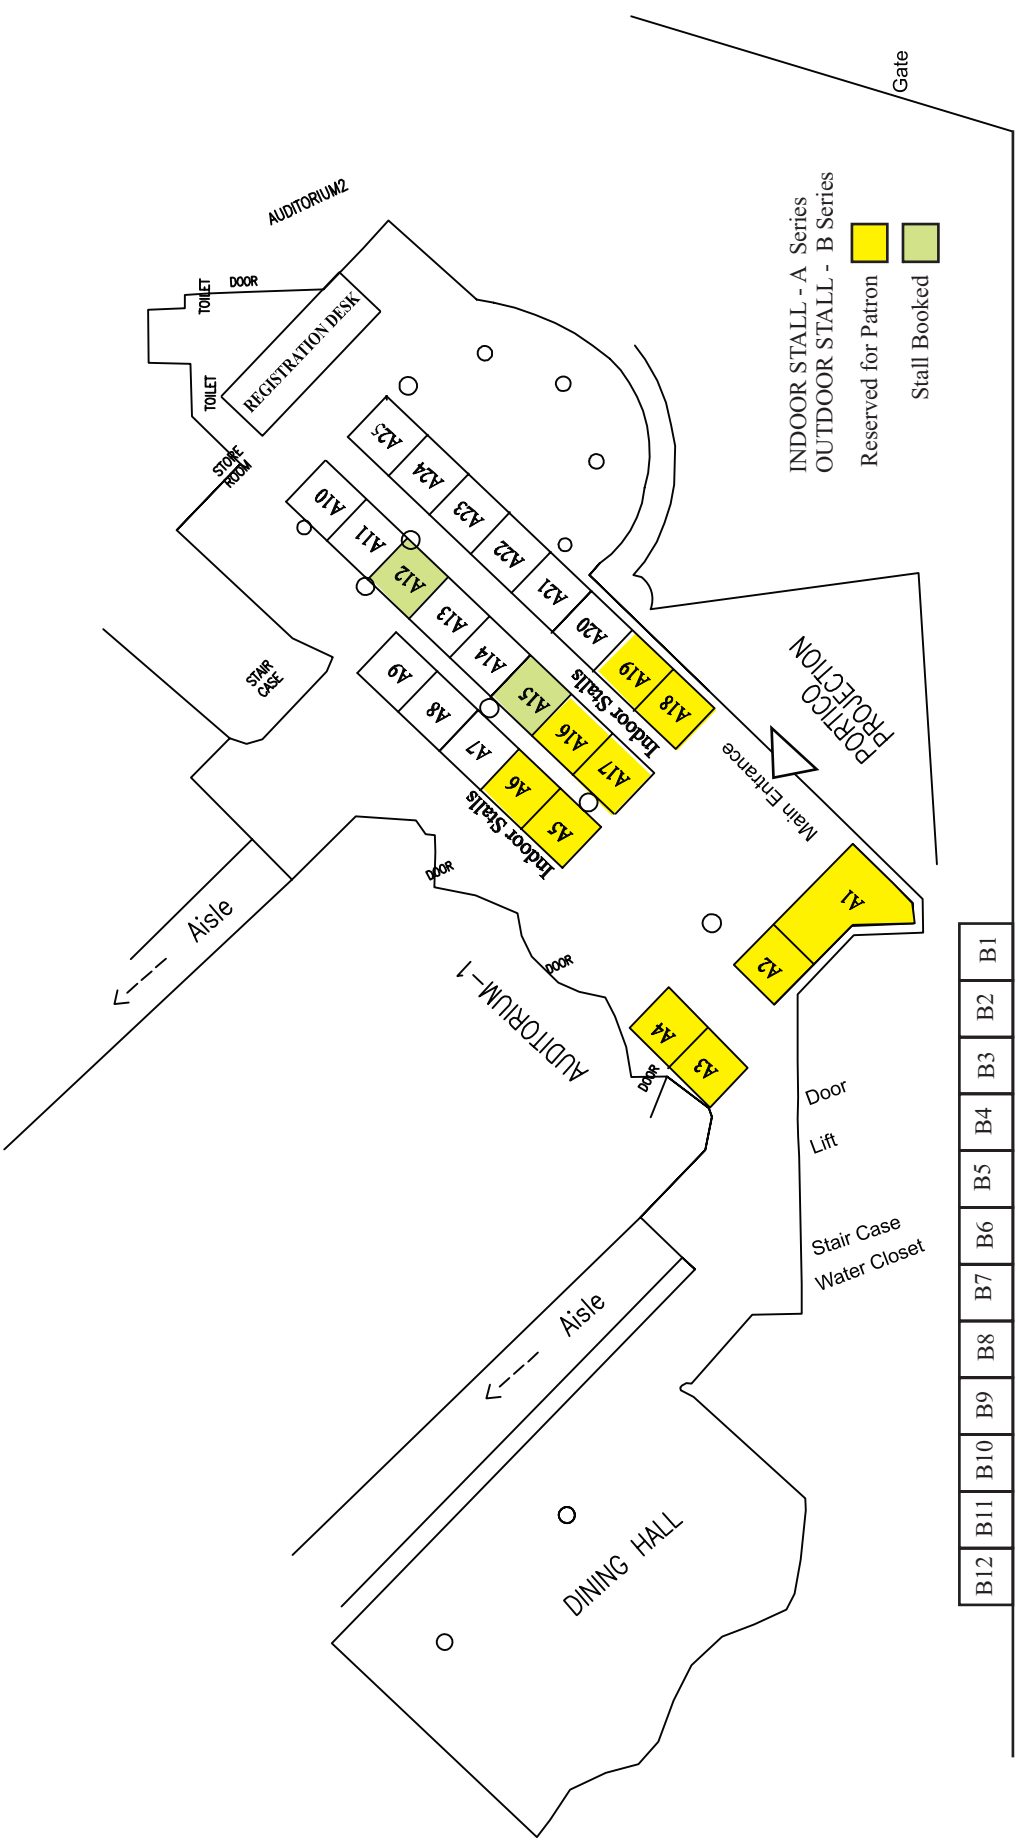 Gate
AUDITORIUM2
TOILET
DOOR
REGISTRATION DESK
TOILET
STORE
ROOM
INDOOR STALL - A Series
OUTDOOR STALL - B Series
Reserved for Patron
Stall Booked
A25
A24
A23
A22
A21
A20
A19
A18
A10
A11
A12
A13
A14
A15
A16
A17
Indoor Stalls
A9
A8
A7
A6
A5
Indoor Stalls
STAIR
CASE
PORTICO
PROJECTION
Main Entrance
Aisle
DOOR
DOOR
AUDITORIUM-1
DOOR
A1
A2
A4
A3
Door
Lift
Stair Case
Water Closet
Aisle
DINING HALL
B1
B2
B3
B4
B5
B6
B7
B8
B9
B10
B11
B12